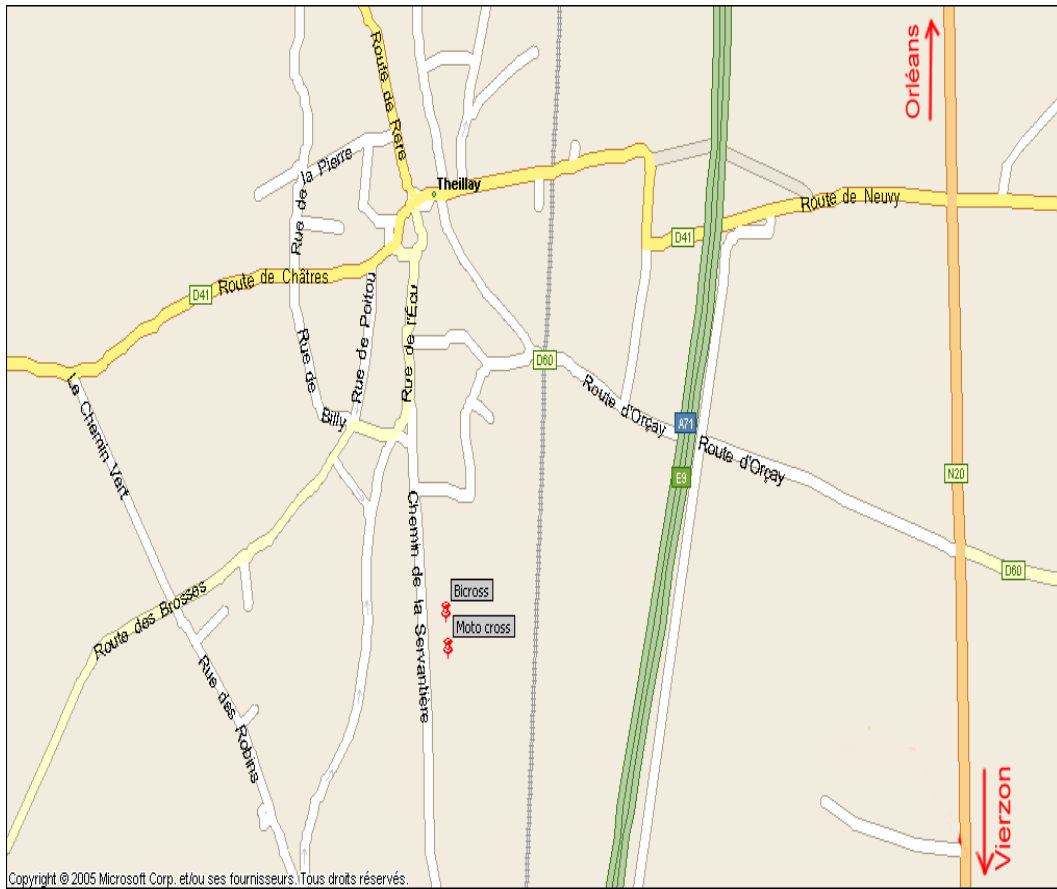 Orléans
Route de Rère
Rue de la Pierre
Theillay
Route de Neuvy
D41
Route de Châtres
D41
Rue de Poitou
Rue de l'Écu
Rue de Billy
D60
Route d'Orçay
A71
Route d'Orçay
Le Chemin Vert
E9
N20
Chemin de la Servantière
D60
Bicross
Route des Brosses
Moto cross
Rue des Robins
Vierzon
Copyright © 2005 Microsoft Corp. et/ou ses fournisseurs. Tous droits réservés.